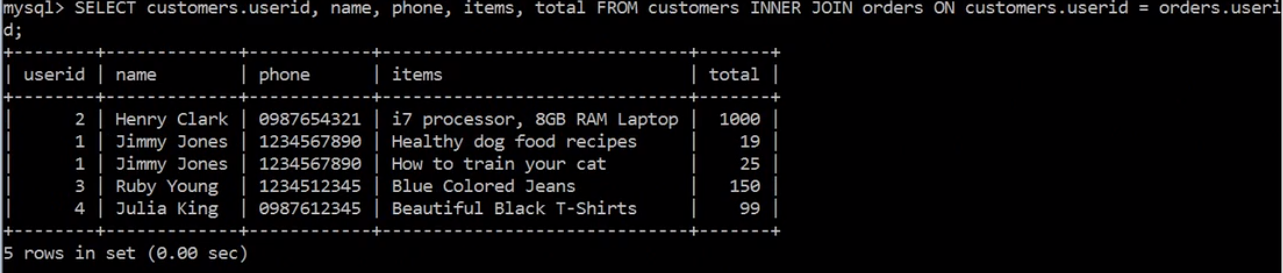 mysql> SELECT customers.userid, name, phone, items, total FROM customers INNER JOIN orders ON customers.userid = orders.useri
d;
+--------+-------------+------------+------------------------------+-------+
| userid | name        | phone      | items                        | total |
+--------+-------------+------------+------------------------------+-------+
|      2 | Henry Clark | 0987654321 | i7 processor, 8GB RAM Laptop |  1000 |
|      1 | Jimmy Jones | 1234567890 | Healthy dog food recipes     |    19 |
|      1 | Jimmy Jones | 1234567890 | How to train your cat        |    25 |
|      3 | Ruby Young  | 1234512345 | Blue Colored Jeans           |   150 |
|      4 | Julia King  | 0987612345 | Beautiful Black T-Shirts     |    99 |
+--------+-------------+------------+------------------------------+-------+
5 rows in set (0.00 sec)